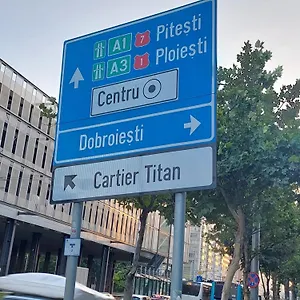 A1 7 Pitești
A3 1 Ploiești
Centru
Dobroiești
Cartier Titan